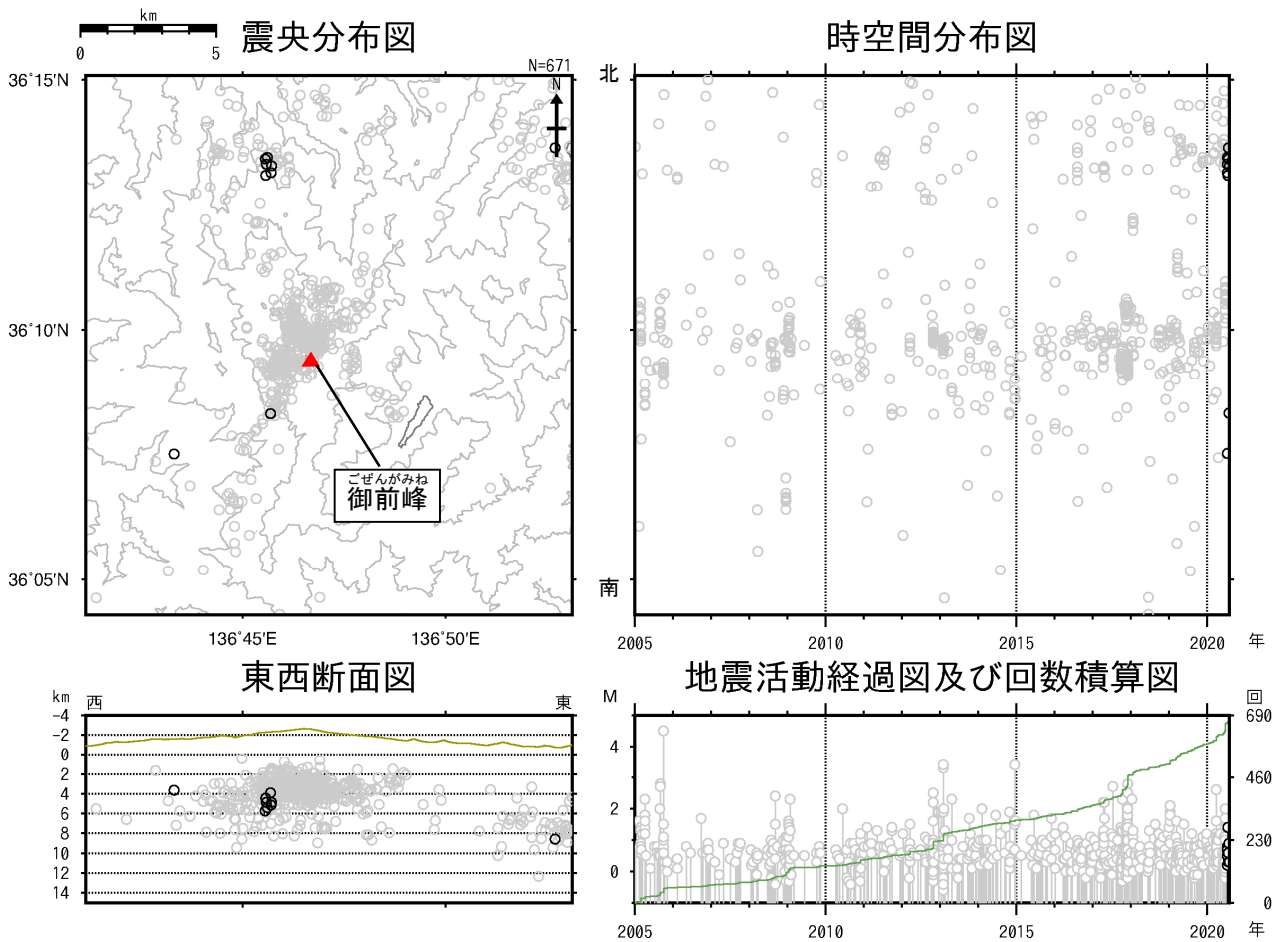 km
0 5
震央分布図
N=671
N
36°15′N
36°10′N
36°05′N
136°45′E 136°50′E
ごぜんがみね
御前峰
時空間分布図
北
南
2005 2010 2015 2020 年
東西断面図
km 西 東
-4
-2
0
2
4
6
8
10
12
14
地震活動経過図及び回数積算図
M 回
4
2
0
690
460
230
0
2005 2010 2015 2020 年